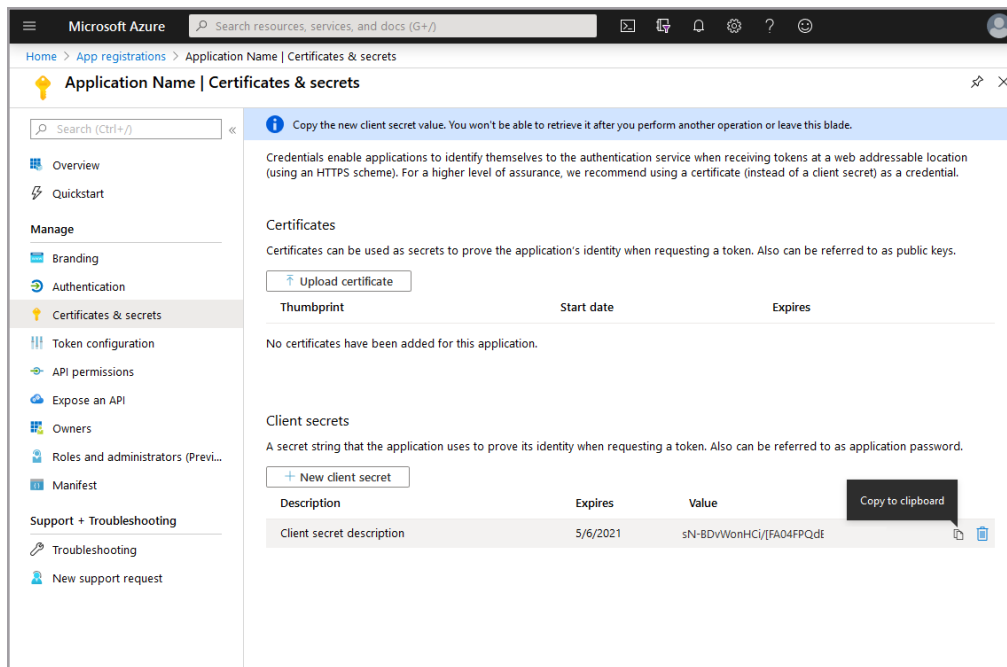 Microsoft Azure
Search resources, services, and docs (G+/)
Home > App registrations > Application Name | Certificates & secrets
Application Name | Certificates & secrets
Search (Ctrl+/)
«
Overview
Quickstart
Manage
Branding
Authentication
Certificates & secrets
Token configuration
API permissions
Expose an API
Owners
Roles and administrators (Previ...
Manifest
Support + Troubleshooting
Troubleshooting
New support request
Copy the new client secret value. You won't be able to retrieve it after you perform another operation or leave this blade.
Credentials enable applications to identify themselves to the authentication service when receiving tokens at a web addressable location
(using an HTTPS scheme). For a higher level of assurance, we recommend using a certificate (instead of a client secret) as a credential.
Certificates
Certificates can be used as secrets to prove the application's identity when requesting a token. Also can be referred to as public keys.
Upload certificate
Thumbprint Start date Expires
No certificates have been added for this application.
Client secrets
A secret string that the application uses to prove its identity when requesting a token. Also can be referred to as application password.
New client secret
Description Expires Value
Copy to clipboard
Client secret description 5/6/2021 sN-BDvWonHCi/[FA04FPQdE